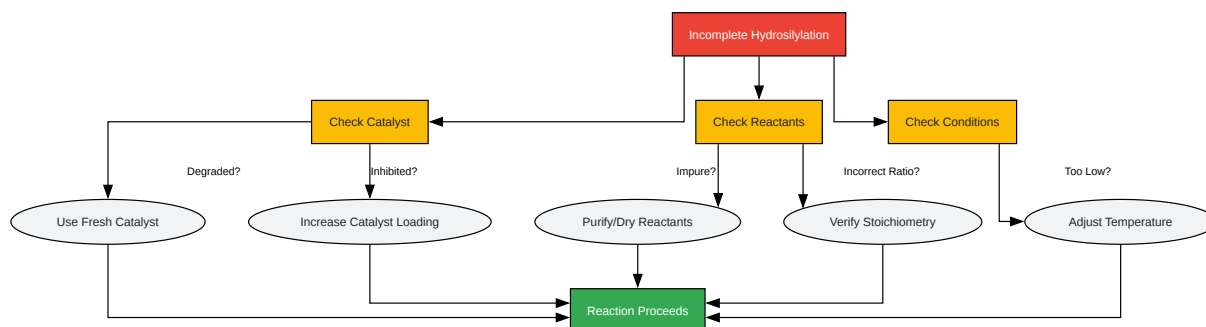 Incomplete Hydrosilylation
Check Catalyst
Check Reactants
Check Conditions
Degraded?
Inhibited?
Impure?
Incorrect Ratio?
Too Low?
Use Fresh Catalyst
Increase Catalyst Loading
Purify/Dry Reactants
Verify Stoichiometry
Adjust Temperature
Reaction Proceeds